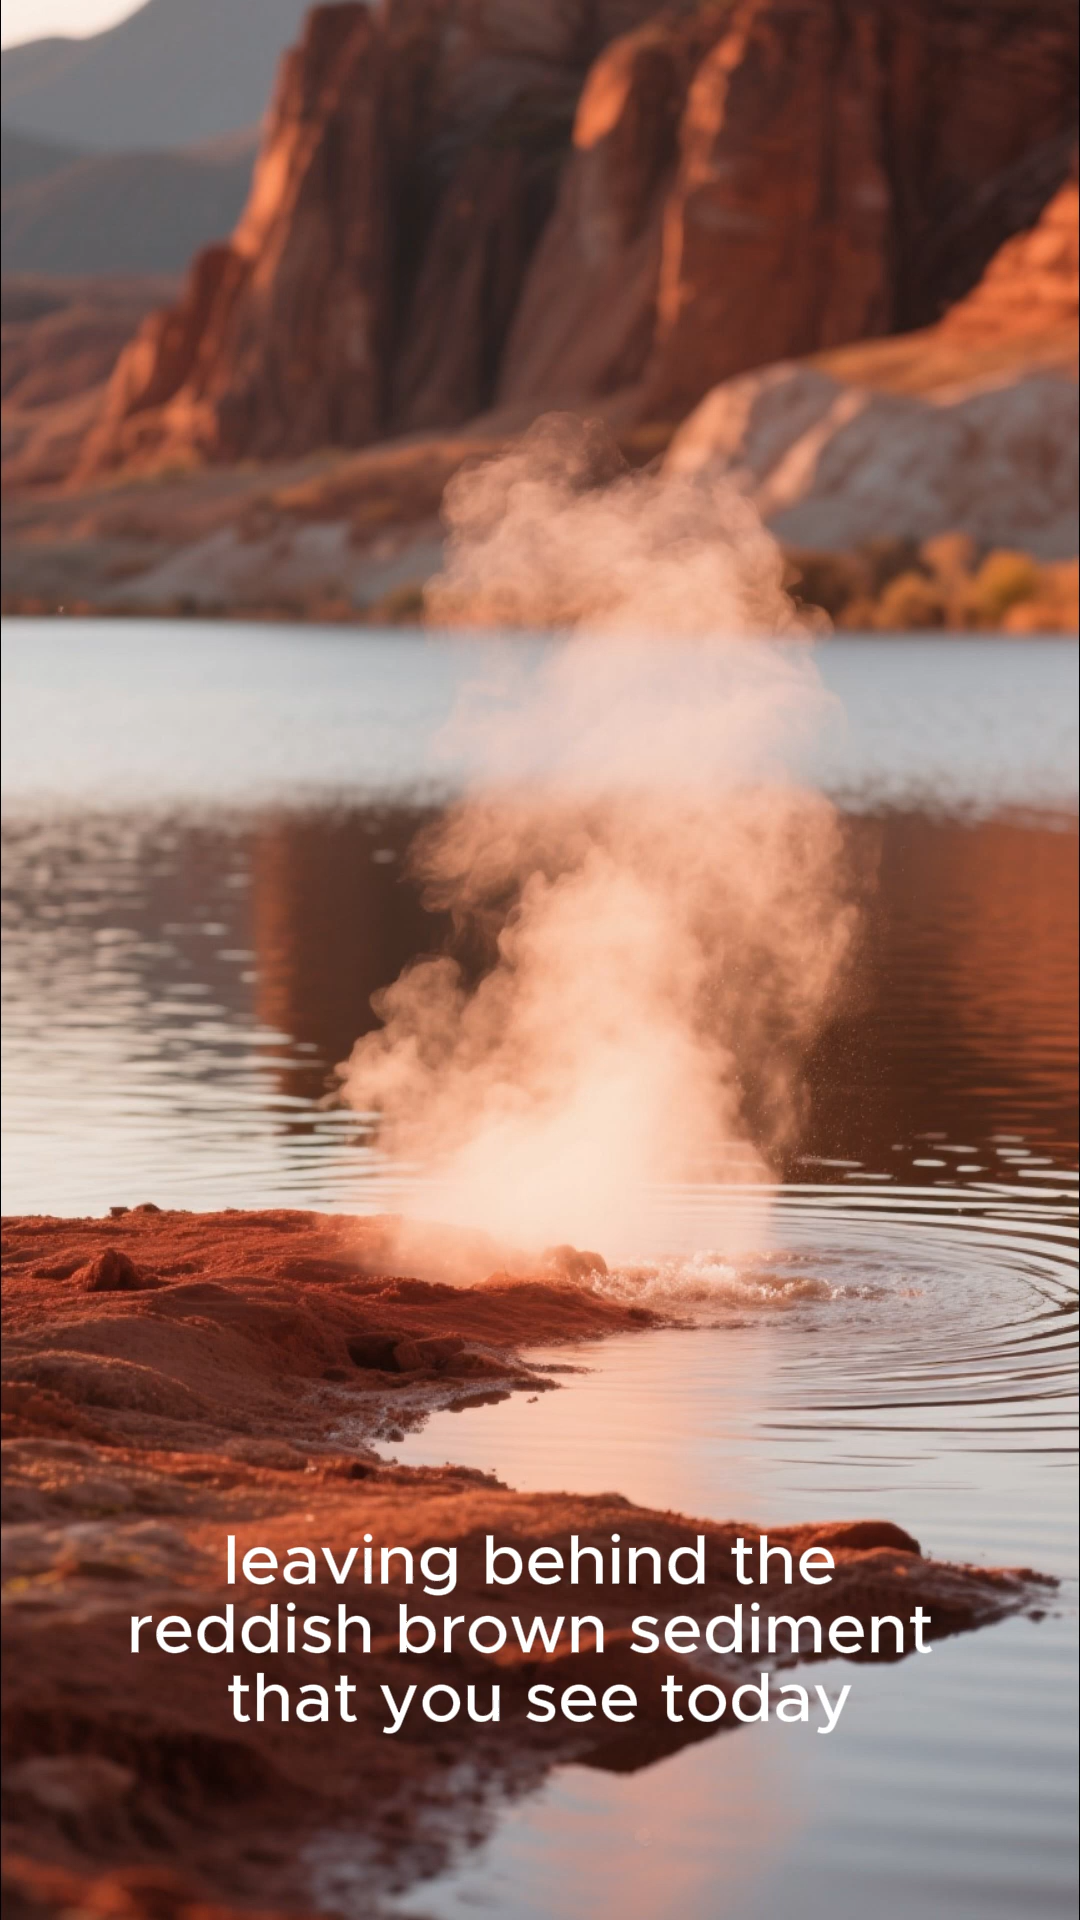 leaving behind the
reddish brown sediment
that you see today